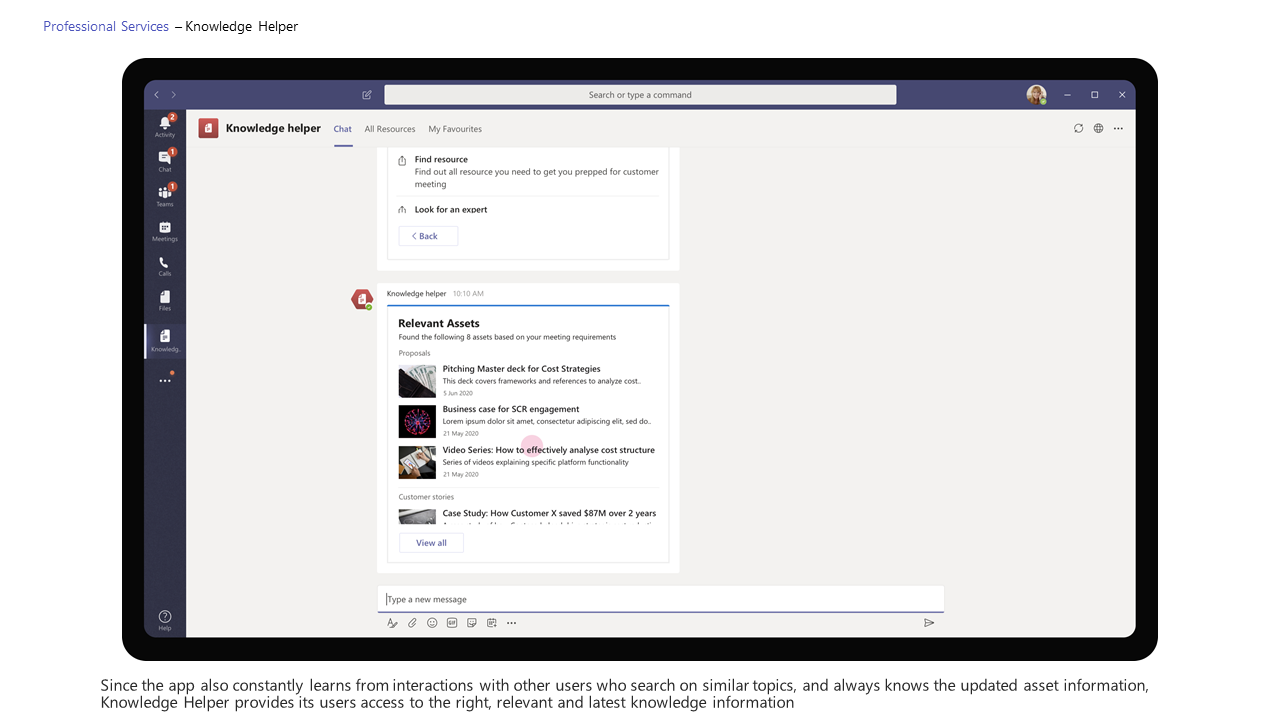 Professional Services – Knowledge Helper
Search or type a command
Knowledge helper Chat All Resources My Favourites
2
Activity
1
Chat
1
Teams
Meetings
Calls
Files
Knowledg..
Help
Find resource
Find out all resource you need to get you prepped for customer
meeting
Look for an expert
Back
Knowledge helper 10:10 AM
Relevant Assets
Found the following 8 assets based on your meeting requirements
Proposals
Pitching Master deck for Cost Strategies
This deck covers frameworks and references to analyze cost..
5 Jun 2020
Business case for SCR engagement
Lorem ipsum dolor sit amet, consectetur adipiscing elit, sed do..
21 May 2020
Video Series: How to effectively analyse cost structure
Series of videos explaining specific platform functionality
21 May 2020
Customer stories
Case Study: How Customer X saved $87M over 2 years
View all
Type a new message
GIF
Since the app also constantly learns from interactions with other users who search on similar topics, and always knows the updated asset information,
Knowledge Helper provides its users access to the right, relevant and latest knowledge information